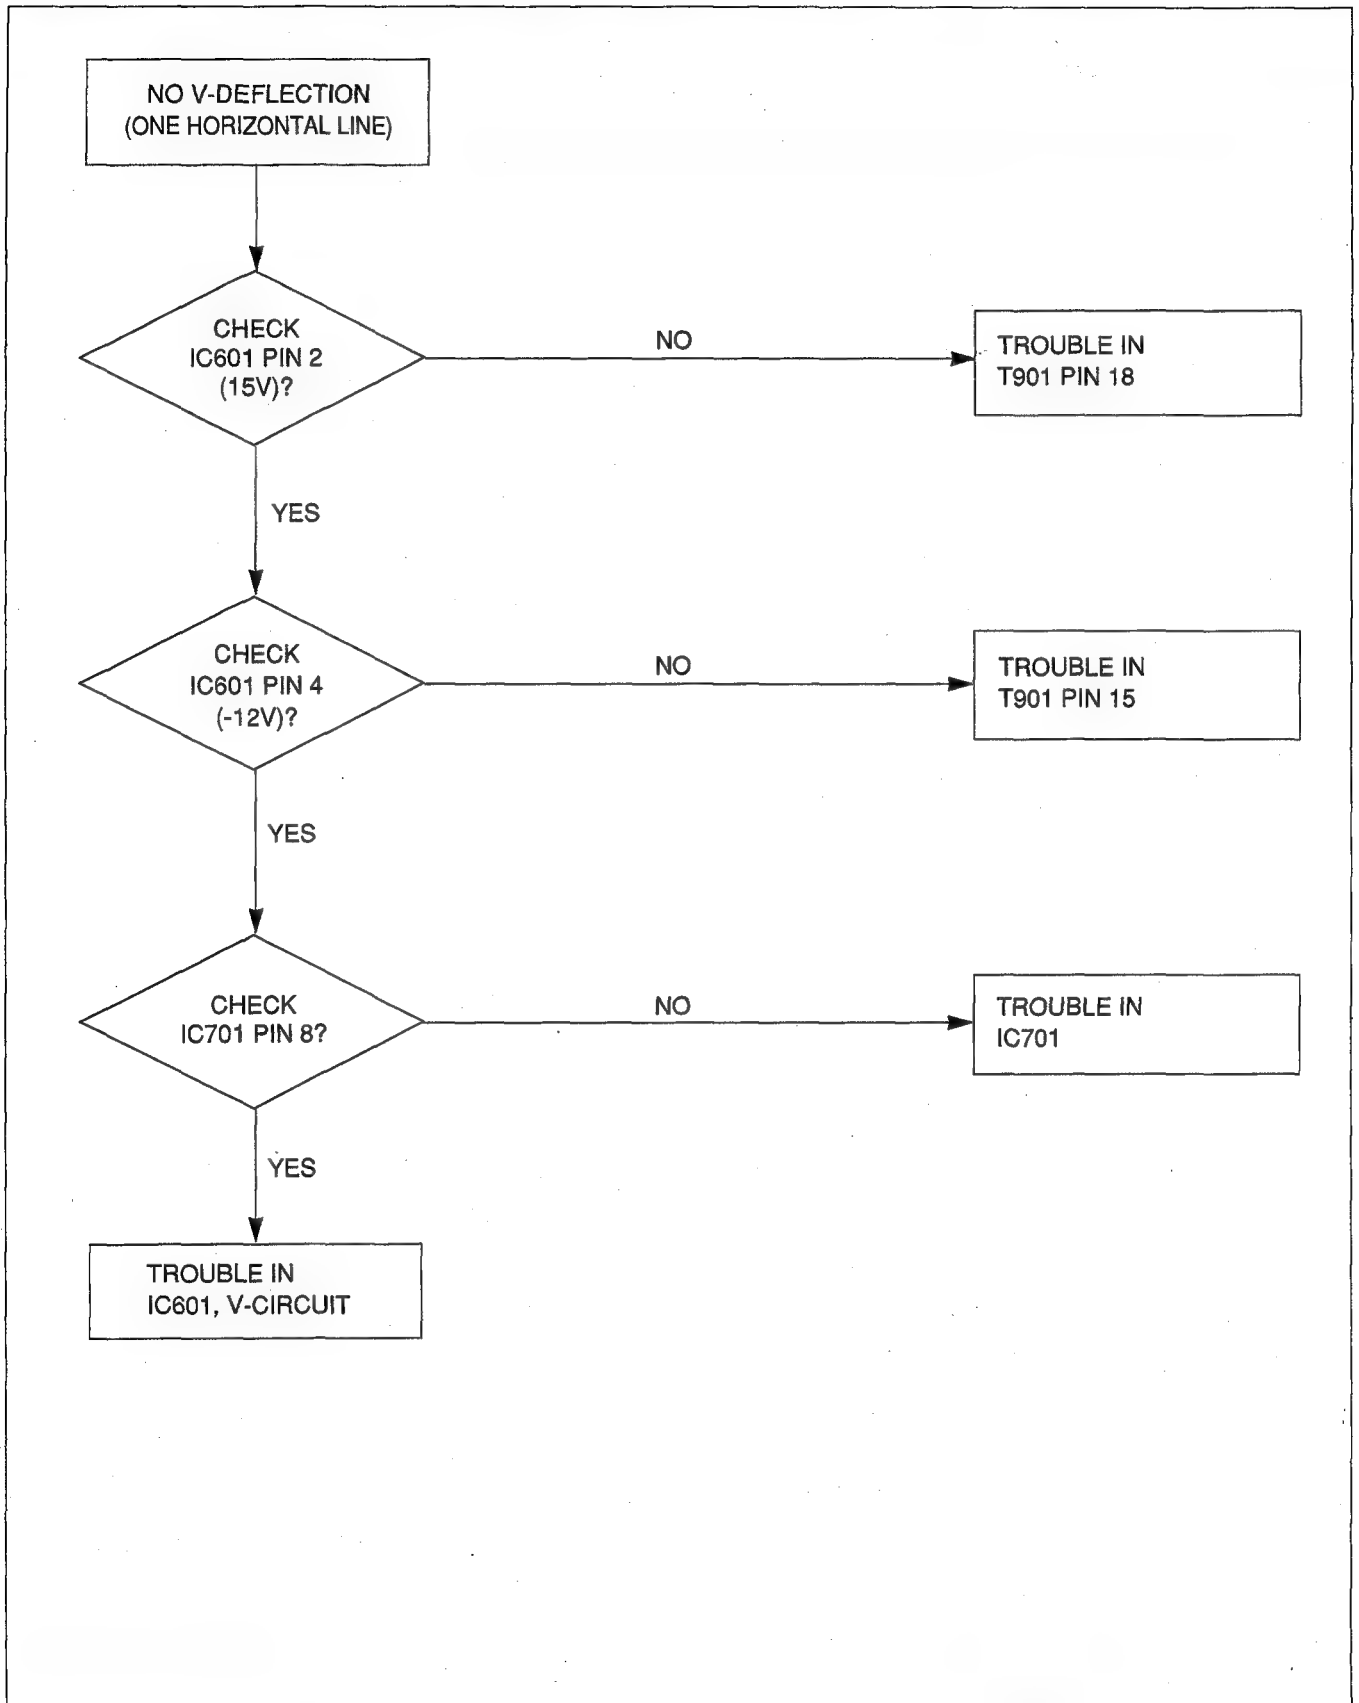 NO V-DEFLECTION
(ONE HORIZONTAL LINE)
CHECK
IC601 PIN 2
(15V)?
NO
TROUBLE IN
T901 PIN 18
YES
CHECK
IC601 PIN 4
(-12V)?
NO
TROUBLE IN
T901 PIN 15
YES
CHECK
IC701 PIN 8?
NO
TROUBLE IN
IC701
YES
TROUBLE IN
IC601, V-CIRCUIT